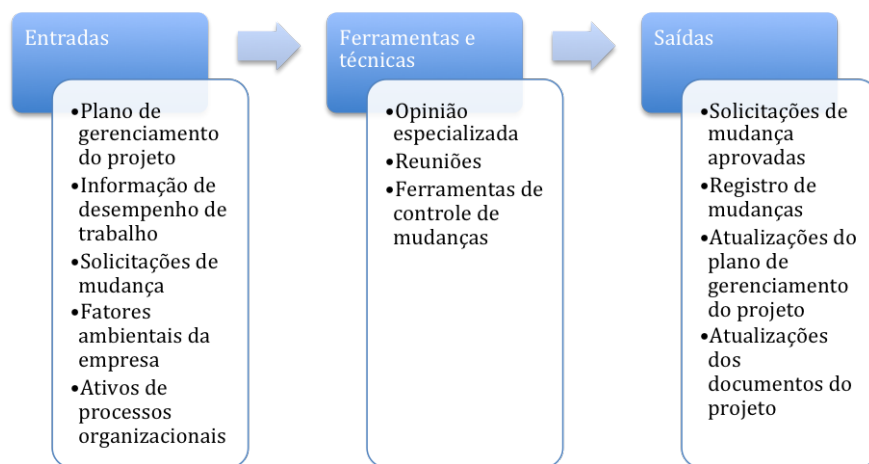 Entradas
•Plano de
gerenciamento
do projeto
•Informação de
desempenho de
trabalho
•Solicitações de
mudança
•Fatores
ambientais da
empresa
•Ativos de
processos
organizacionais
Ferramentas e
técnicas
•Opinião
especializada
•Reuniões
•Ferramentas de
controle de
mudanças
Saídas
•Solicitações de
mudança
aprovadas
•Registro de
mudanças
•Atualizações do
plano de
gerenciamento
do projeto
•Atualizações
dos
documentos do
projeto